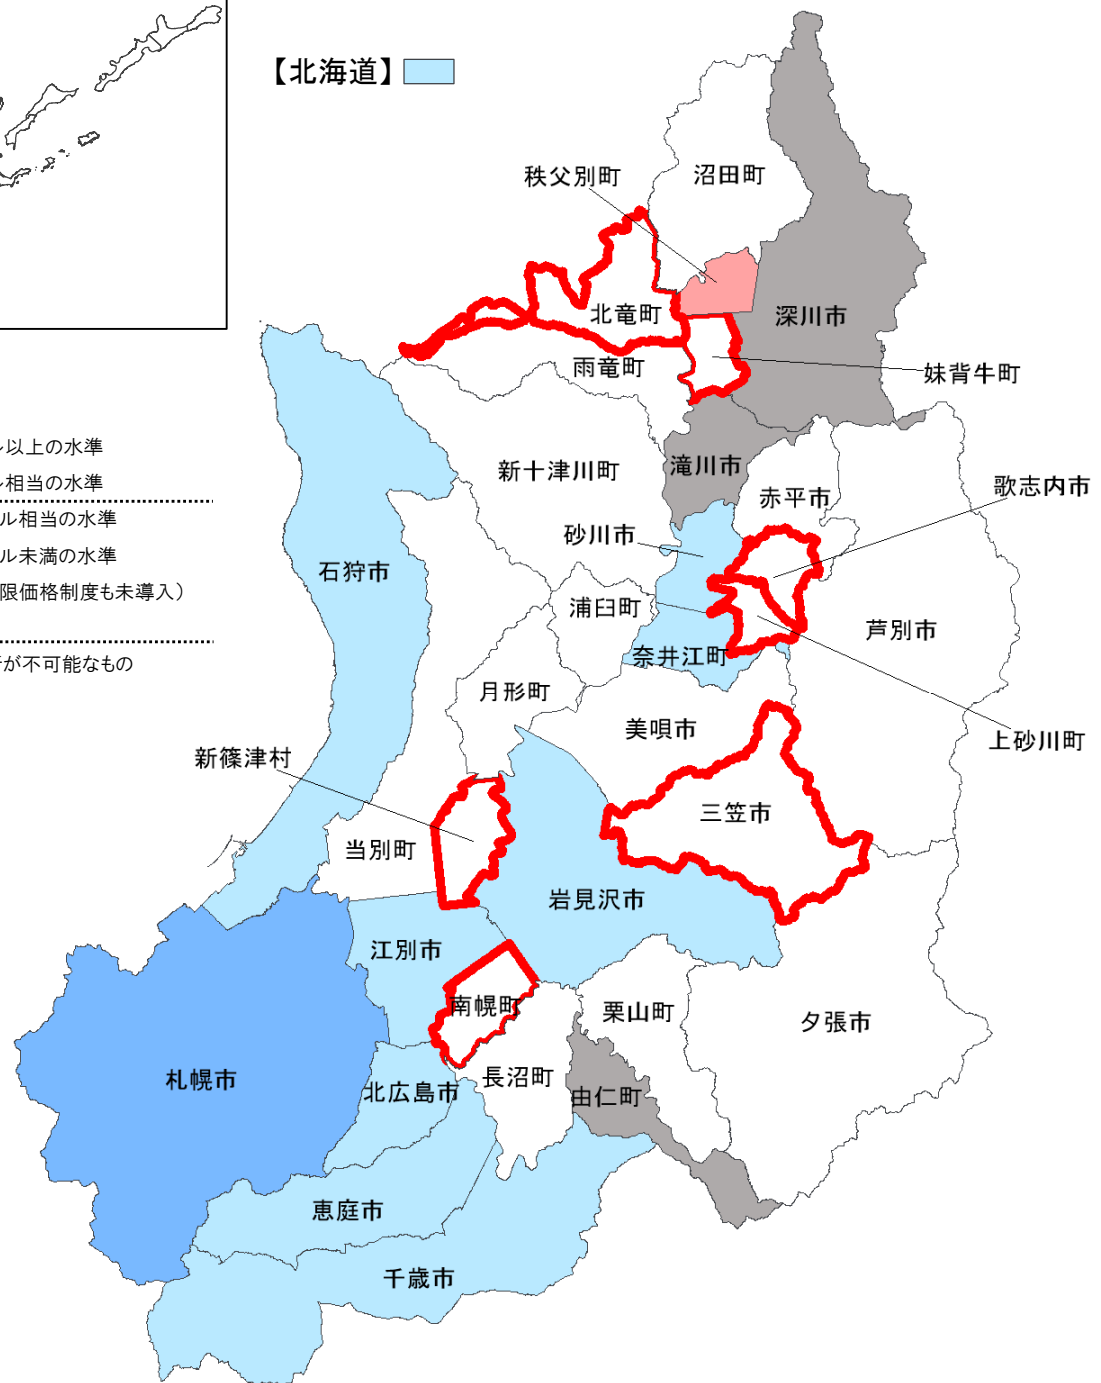 【北海道】
秩父別町
沼田町
北竜町
深川市
雨竜町
妹背牛町
以上の水準
相当の水準
ル相当の水準
ル未満の水準
限価格制度も未導入）
が不可能なもの
新十津川町
滝川市
赤平市
歌志内市
砂川市
石狩市
浦臼町
芦別市
奈井江町
月形町
美唄市
上砂川町
新篠津村
三笠市
当別町
岩見沢市
江別市
南幌町
栗山町
夕張市
札幌市
長沼町
北広島市
由仁町
恵庭市
千歳市